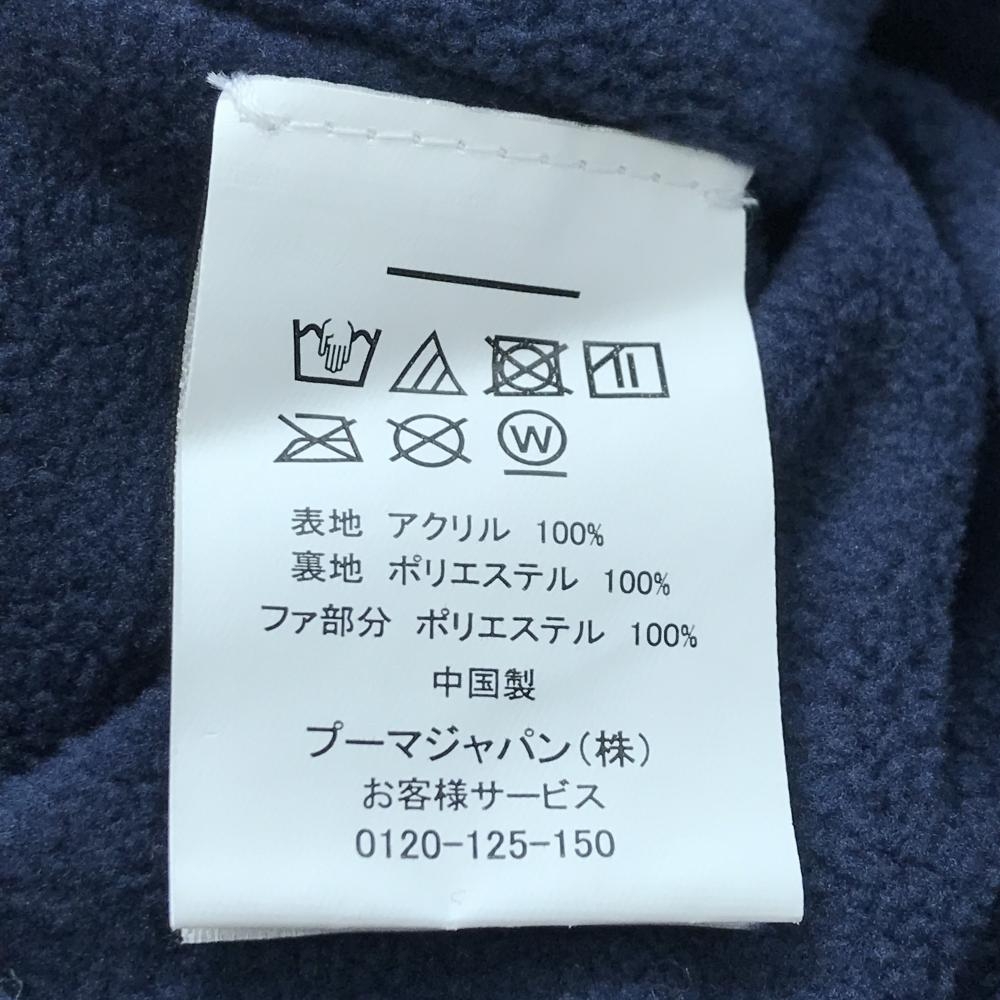 W
表地 アクリル 100%
裏地 ポリエステル 100%
ファ部分 ポリエステル 100%
中国製
プーマジャパン(株)
お客様サービス
0120-125-150